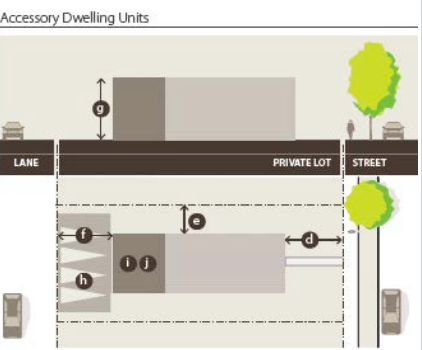 Accessory Dwelling Units
g
LANE PRIVATE LOT STREET
e
f d
i j
h